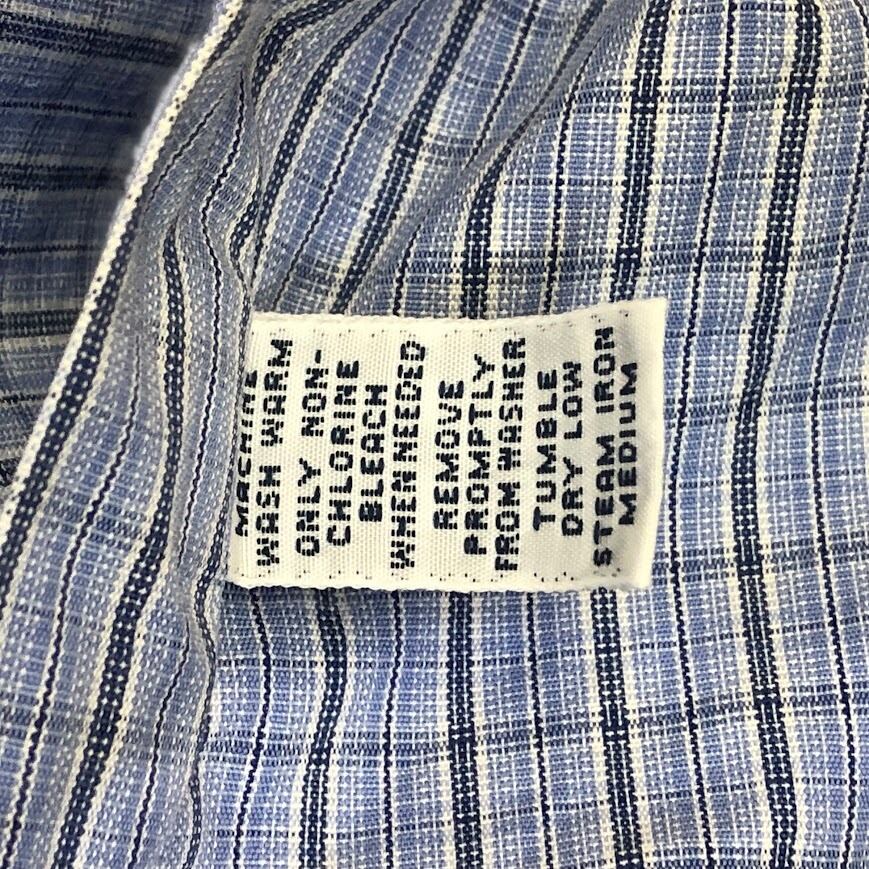 MACHINE
WASH WARM
ONLY NON-
CHLORINE
BLEACH
WHEN NEEDED
REMOVE
PROMPTLY
FROM WASHER
TUMBLE
DRY LOW
STEAM IRON
MEDIUM